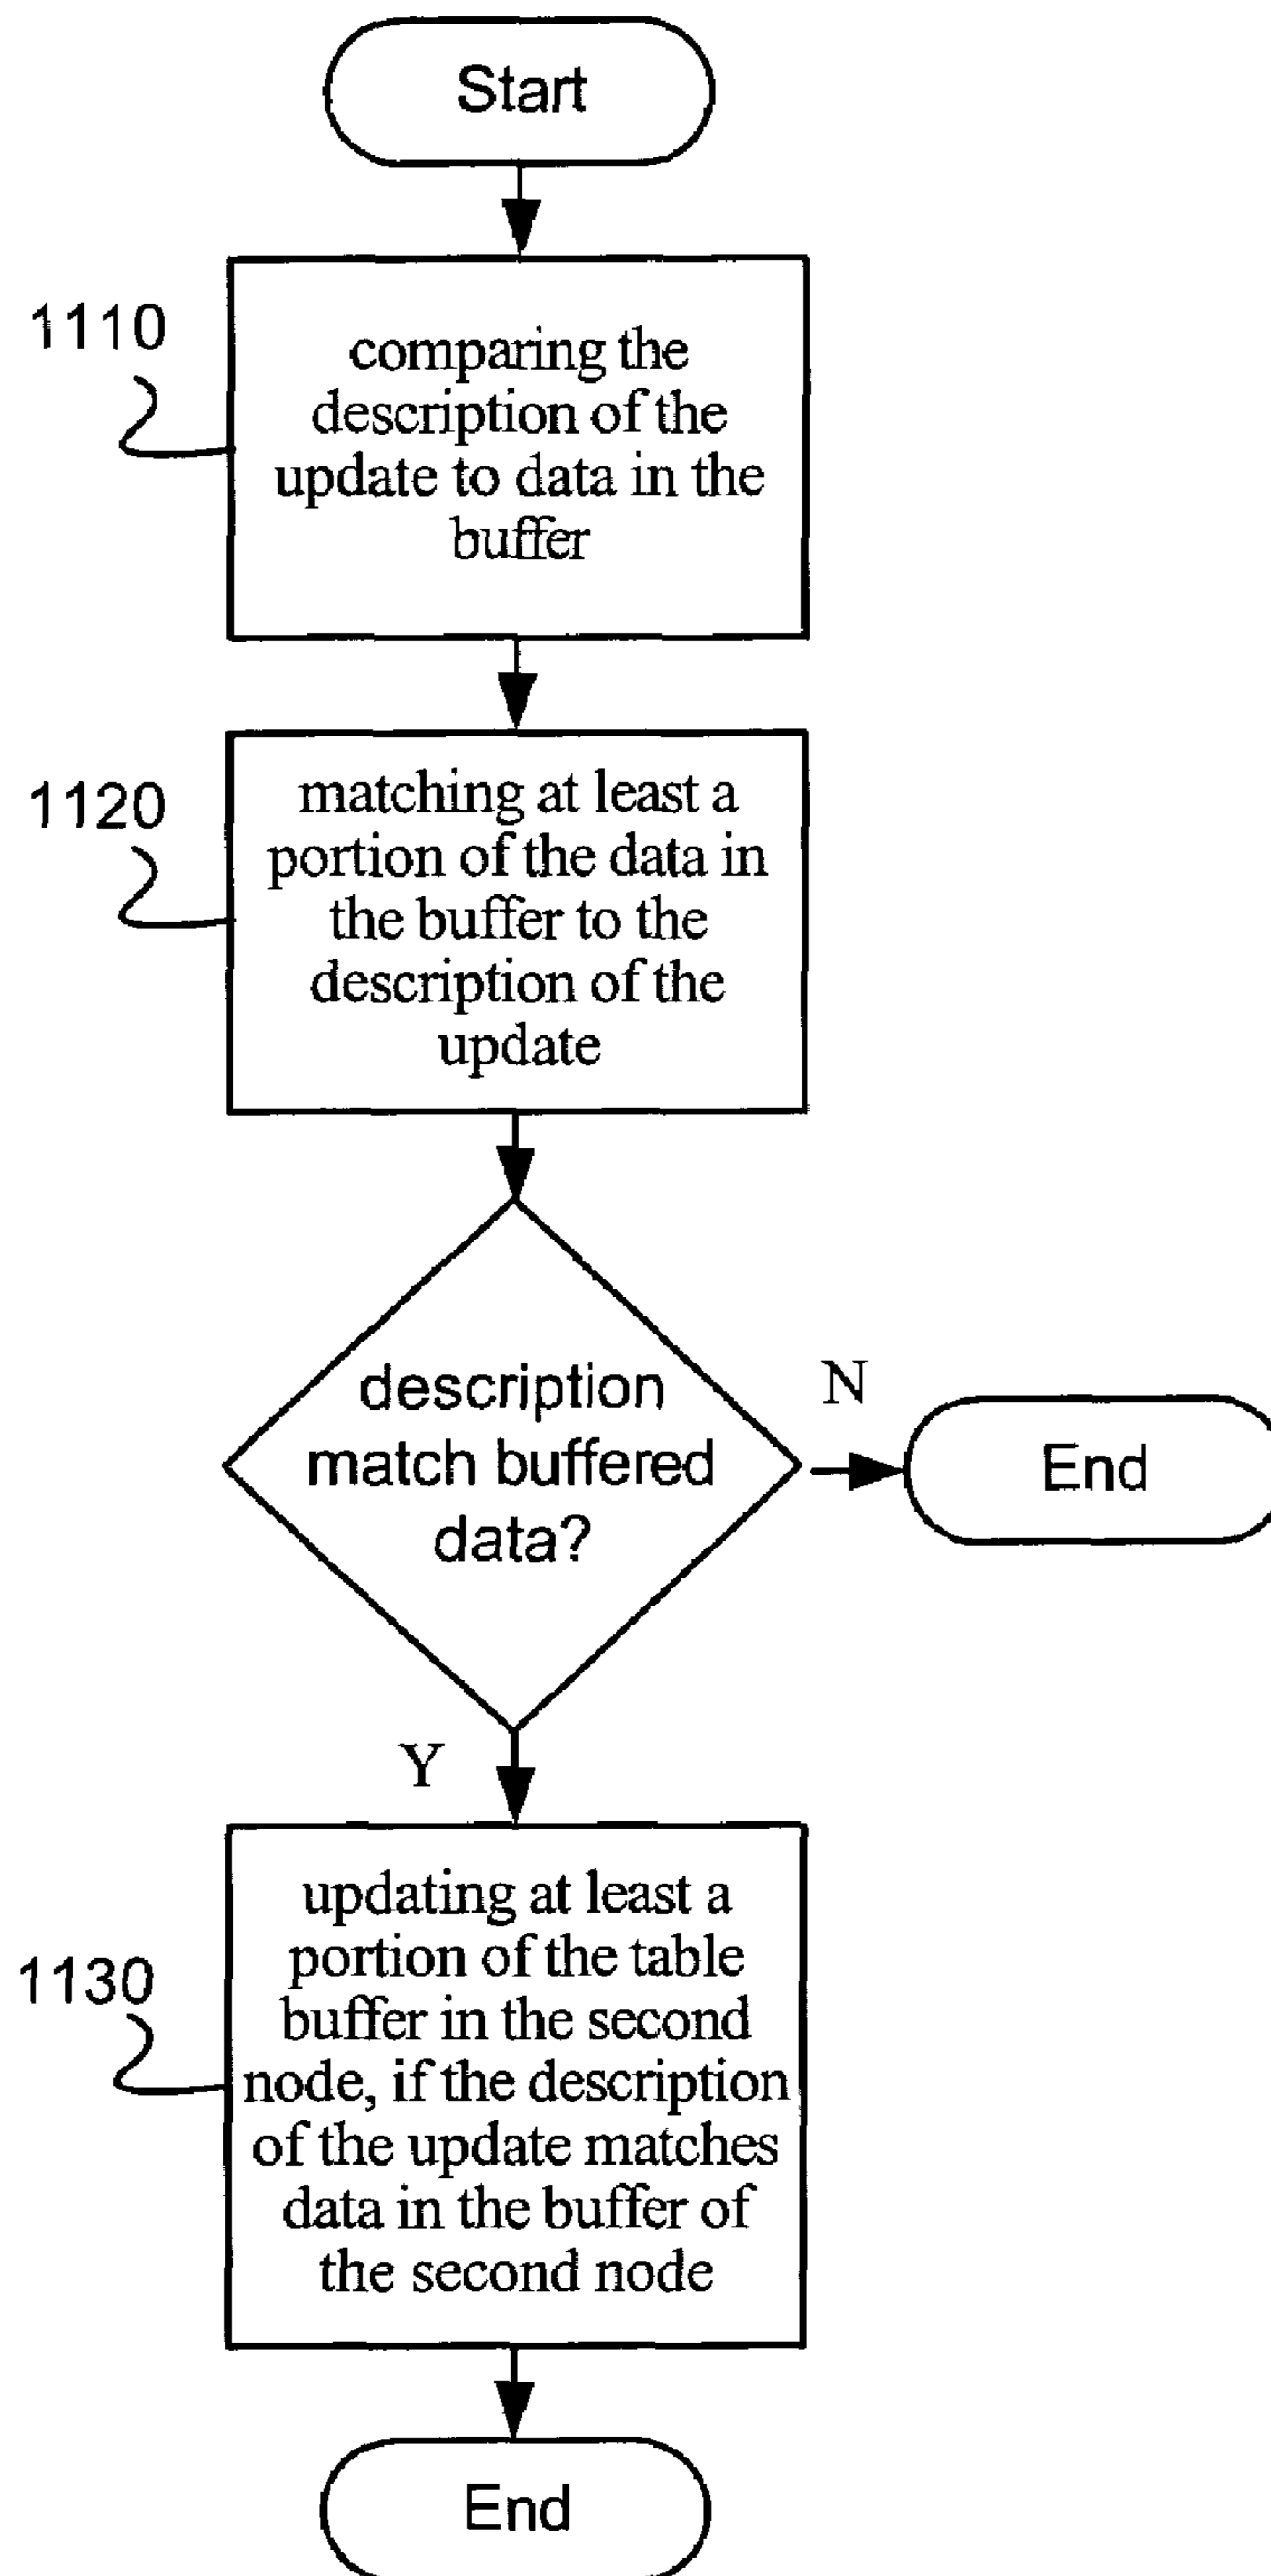 Start
1110
comparing the
description of the
update to data in the
buffer
1120
matching at least a
portion of the data in
the buffer to the
description of the
update
description
match buffered
data?
N
End
Y
1130
updating at least a
portion of the table
buffer in the second
node, if the description
of the update matches
data in the buffer of
the second node
End